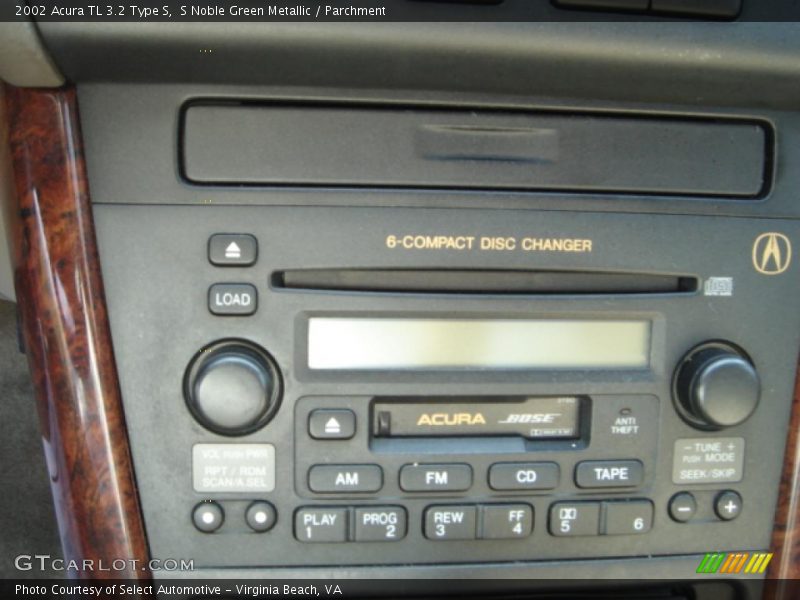 2002 Acura TL 3.2 Type S,  S Noble Green Metallic / Parchment
6-COMPACT DISC CHANGER
LOAD
ACURA BOSE
ANTI
THEFT
VOL PUSH PWR
RPT / RDM
SCAN/A.SEL
− TUNE +
PUSH MODE
SEEK/SKIP
AM FM CD TAPE
PLAY PROG REW FF
1 2 3 4 5 6
− +
GTCARLOT.COM
Photo Courtesy of Select Automotive - Virginia Beach, VA